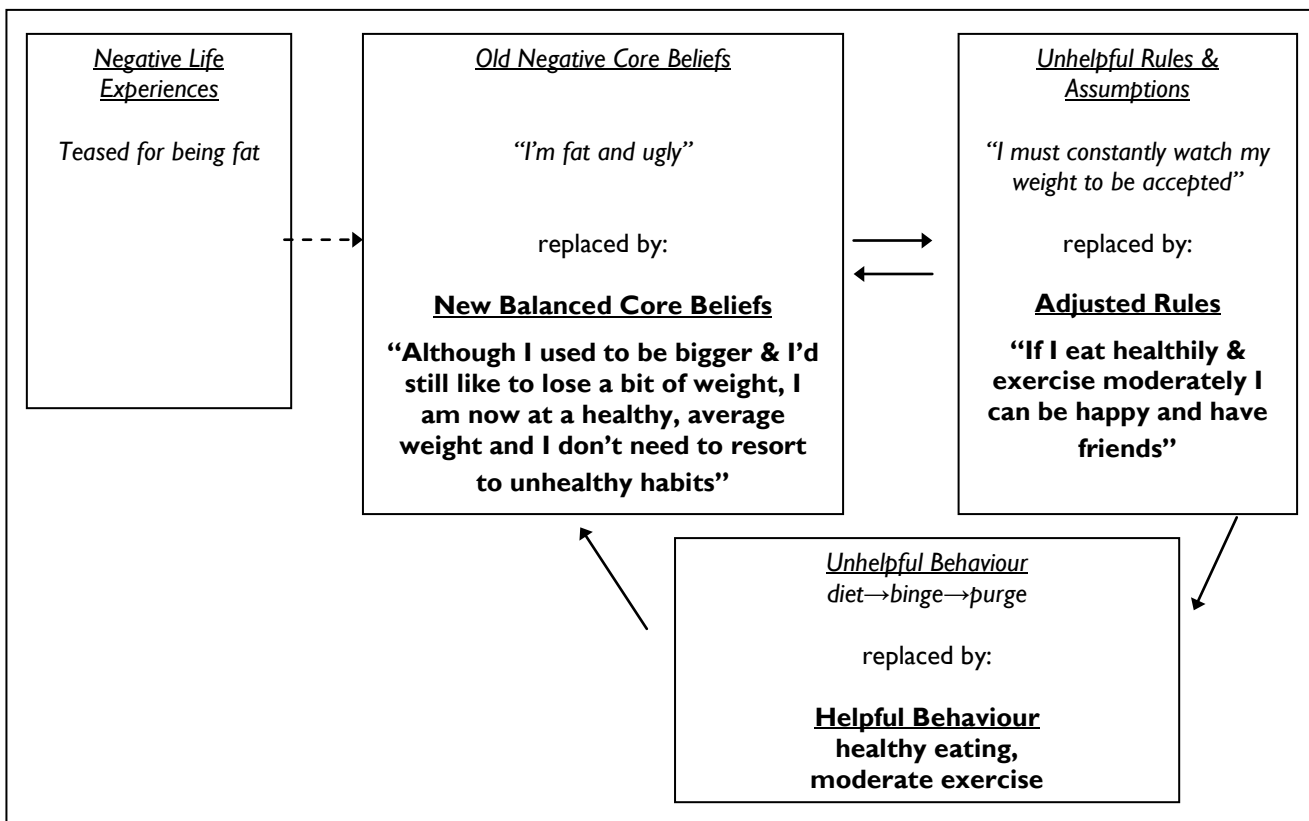 Negative Life
Experiences
Teased for being fat
Old Negative Core Beliefs
“I’m fat and ugly”
replaced by:
New Balanced Core Beliefs
“Although I used to be bigger & I’d
still like to lose a bit of weight, I
am now at a healthy, average
weight and I don’t need to resort
to unhealthy habits”
Unhelpful Rules &
Assumptions
“I must constantly watch my
weight to be accepted”
replaced by:
Adjusted Rules
“If I eat healthily &
exercise moderately I
can be happy and have
friends”
Unhelpful Behaviour
diet→binge→purge
replaced by:
Helpful Behaviour
healthy eating,
moderate exercise